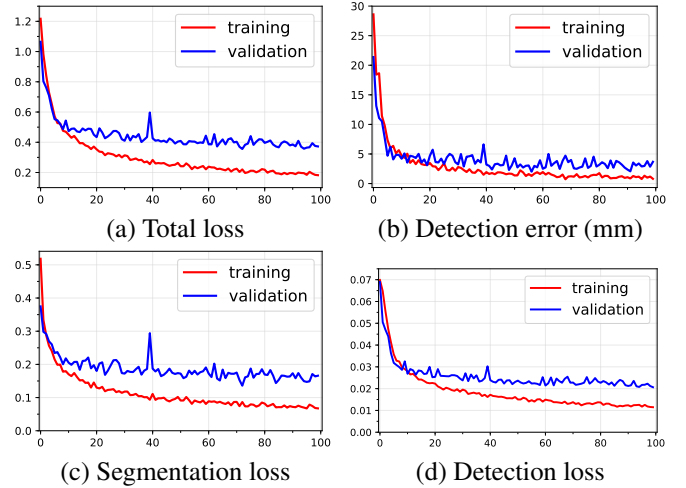 1.2
1.0
0.8
0.6
0.4
0.2
0 20 40 60 80 100
training
validation
(a) Total loss
30
25
20
15
10
5
0
0 20 40 60 80 100
training
validation
(b) Detection error (mm)
0.5
0.4
0.3
0.2
0.1
0.0
0 20 40 60 80 100
training
validation
(c) Segmentation loss
0.07
0.06
0.05
0.04
0.03
0.02
0.01
0.00
0 20 40 60 80 100
training
validation
(d) Detection loss